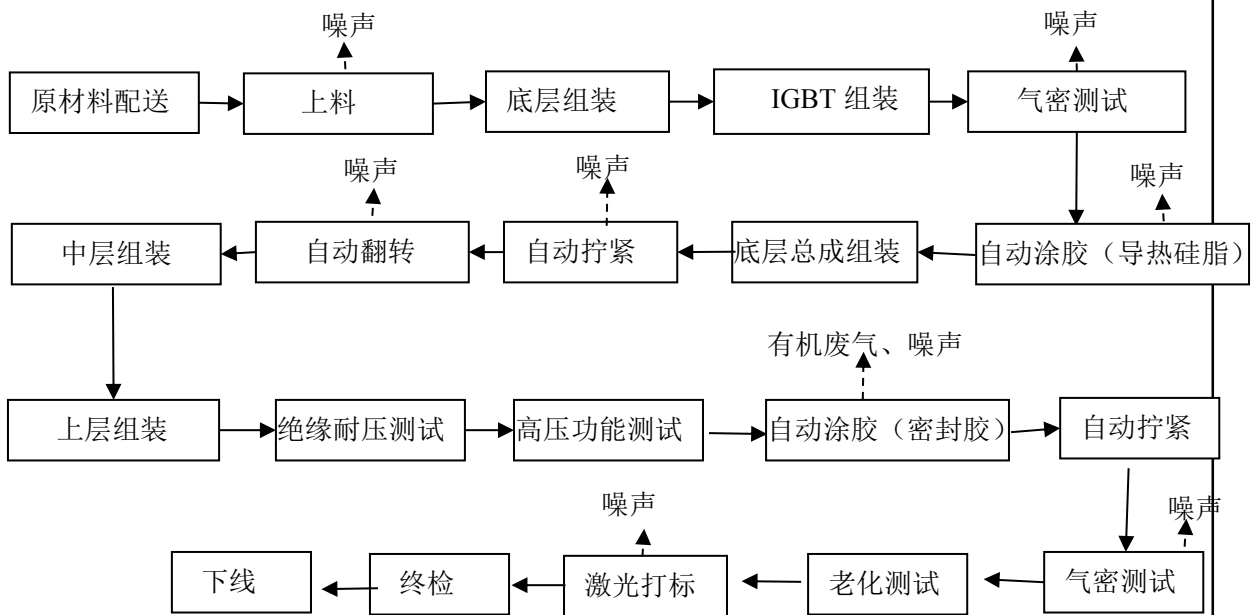 噪声
噪声
原材料配送
上料
底层组装
IGBT 组装
气密测试
噪声
噪声
噪声
中层组装
自动翻转
自动拧紧
底层总成组装
自动涂胶（导热硅脂）
有机废气、噪声
上层组装
绝缘耐压测试
高压功能测试
自动涂胶（密封胶）
自动拧紧
噪声
噪声
下线
终检
激光打标
老化测试
气密测试